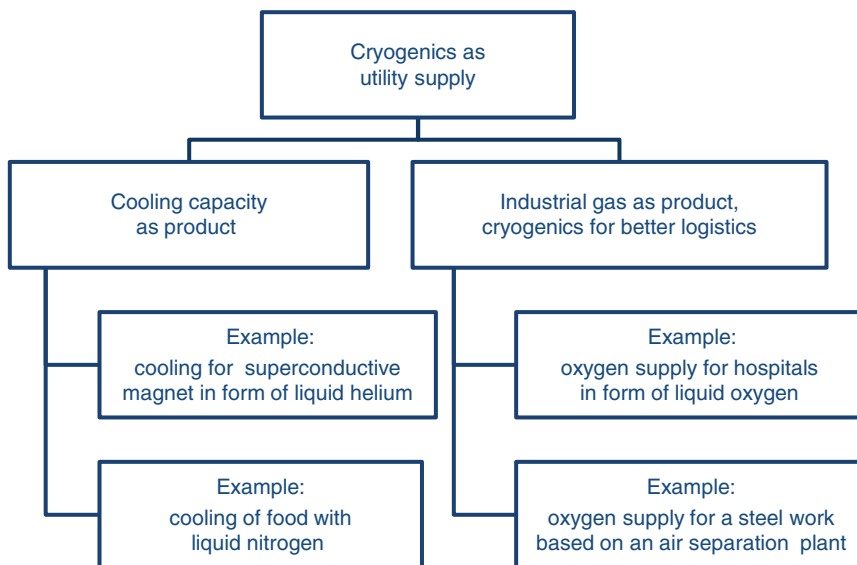 Cryogenics as
utility supply
Cooling capacity
as product
Industrial gas as product,
cryogenics for better logistics
Example:
cooling for superconductive
magnet in form of liquid helium
Example:
oxygen supply for hospitals
in form of liquid oxygen
Example:
cooling of food with
liquid nitrogen
Example:
oxygen supply for a steel work
based on an air separation plant